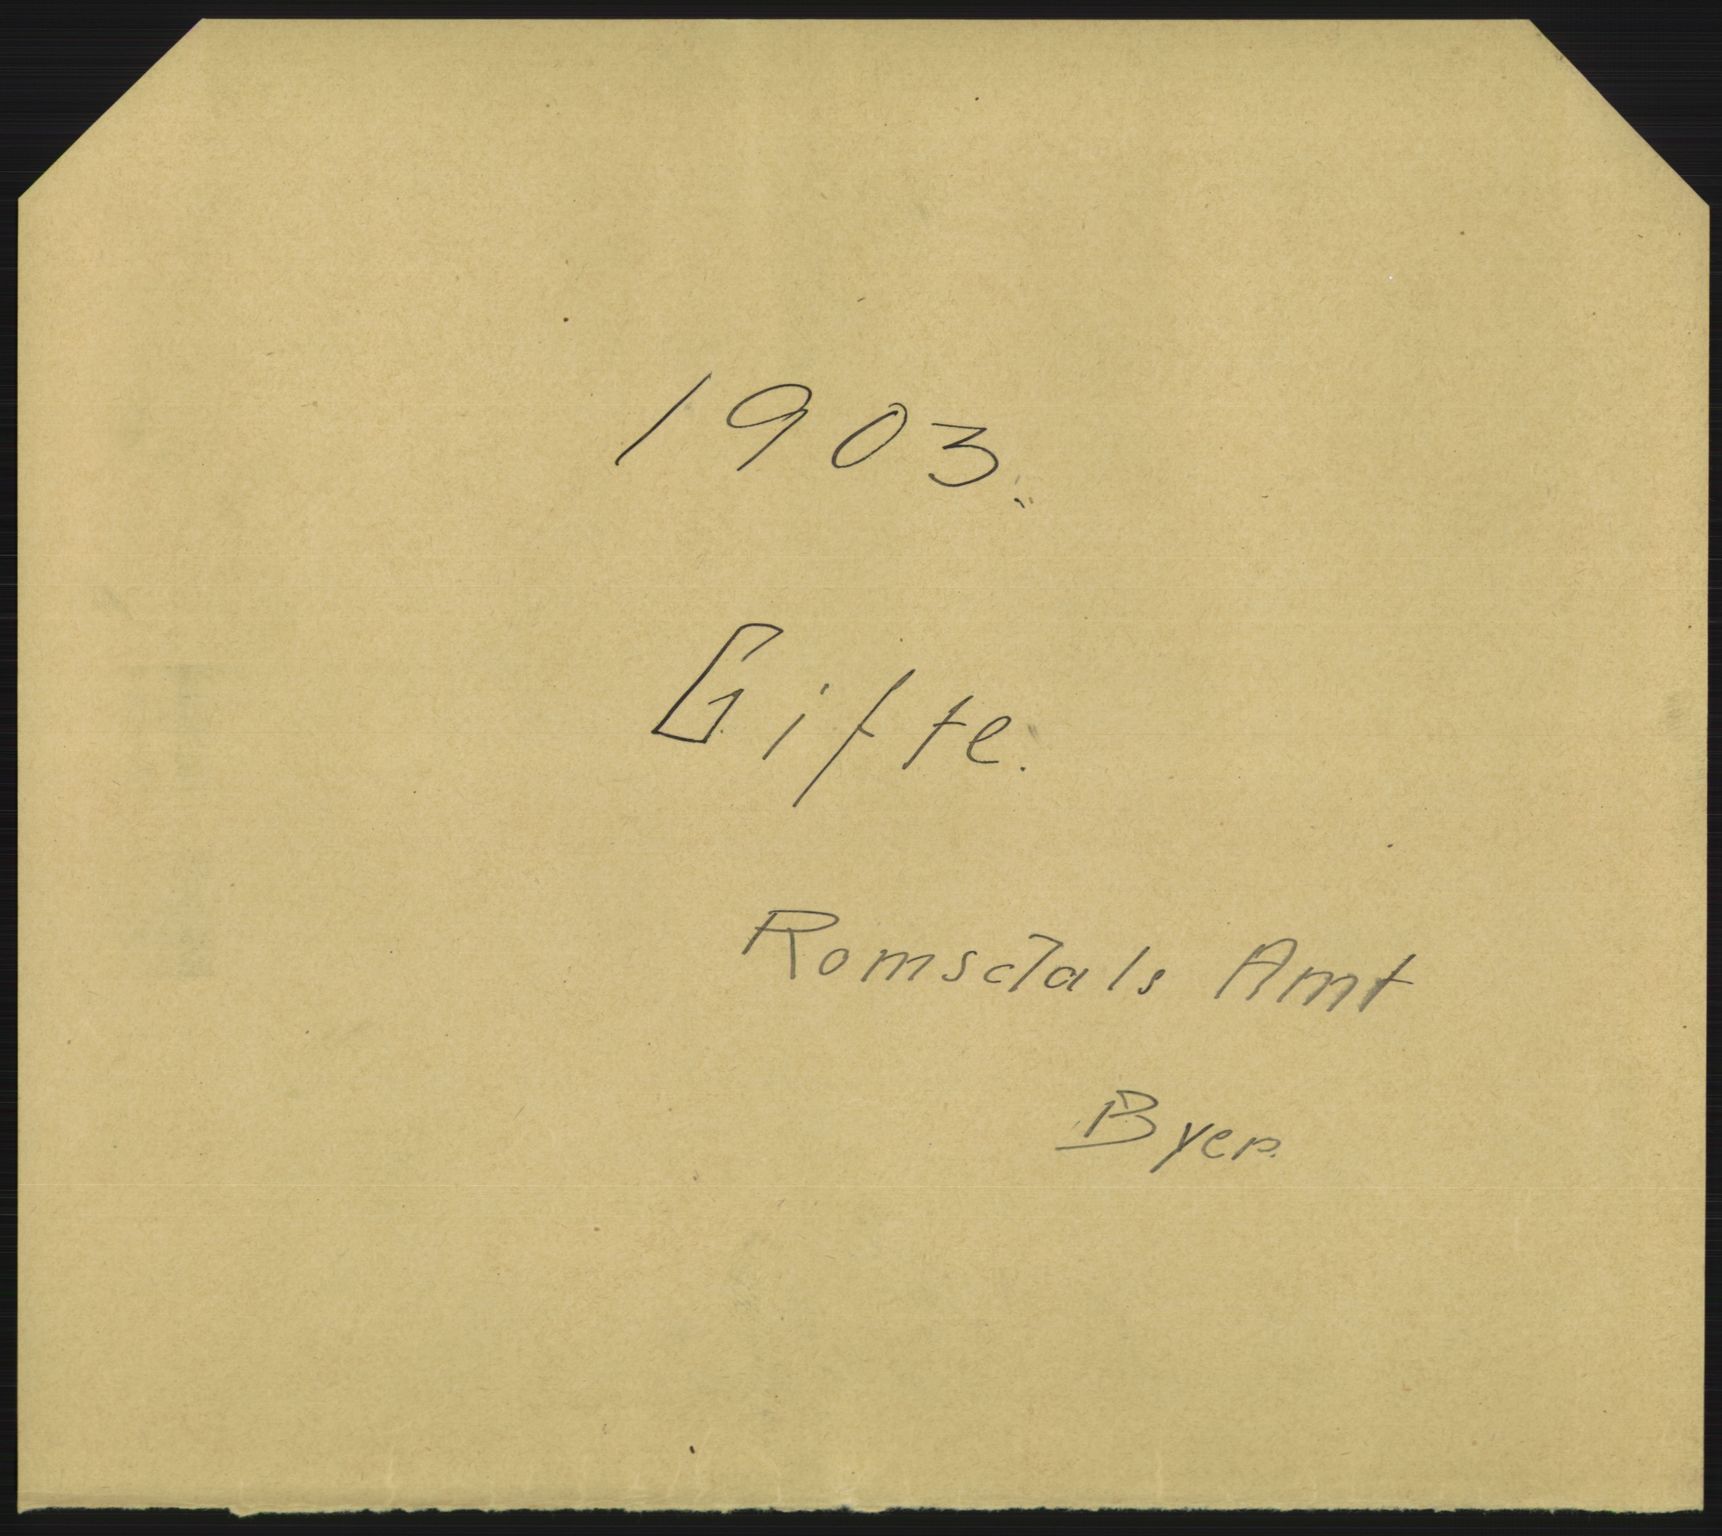 1903.
Gifte.
Romsdals Amt
Byer.